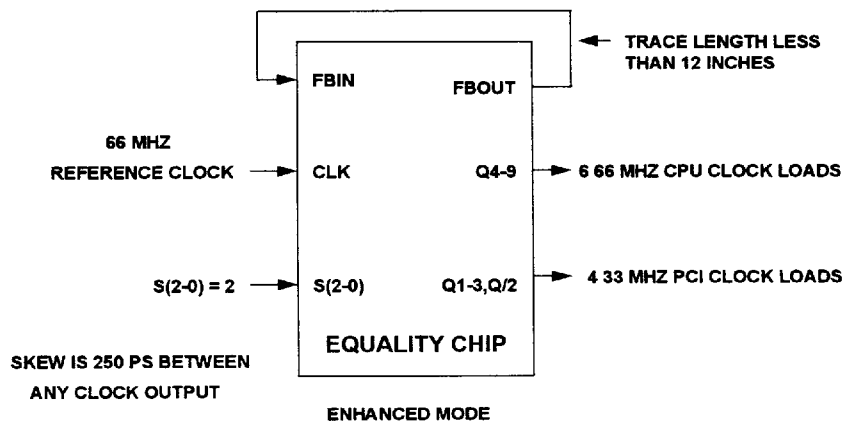 TRACE LENGTH LESS
THAN 12 INCHES
FBIN
FBOUT
66 MHZ
REFERENCE CLOCK
CLK
Q4-9
6 66 MHZ CPU CLOCK LOADS
S(2-0) = 2
S(2-0)
Q1-3,Q/2
4 33 MHZ PCI CLOCK LOADS
EQUALITY CHIP
SKEW IS 250 PS BETWEEN
ANY CLOCK OUTPUT
ENHANCED MODE